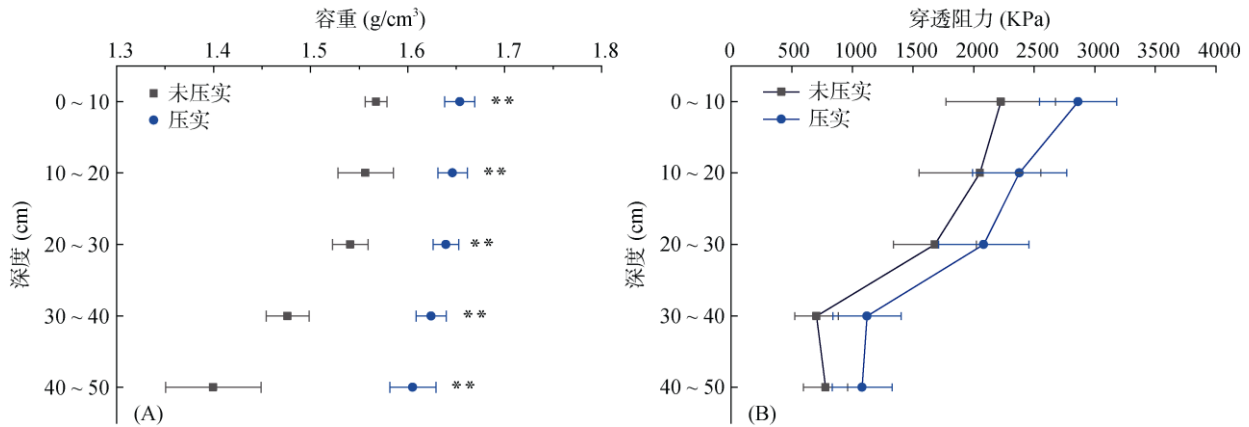 容重 (g/cm³)
1.3 1.4 1.5 1.6 1.7 1.8
未压实
压实
0 ~ 10 **
10 ~ 20 **
20 ~ 30 **
30 ~ 40 **
40 ~ 50 **
深度 (cm)
(A)
穿透阻力 (KPa)
0 500 1000 1500 2000 2500 3000 3500 4000
未压实
压实
0 ~ 10
10 ~ 20
20 ~ 30
30 ~ 40
40 ~ 50
深度 (cm)
(B)